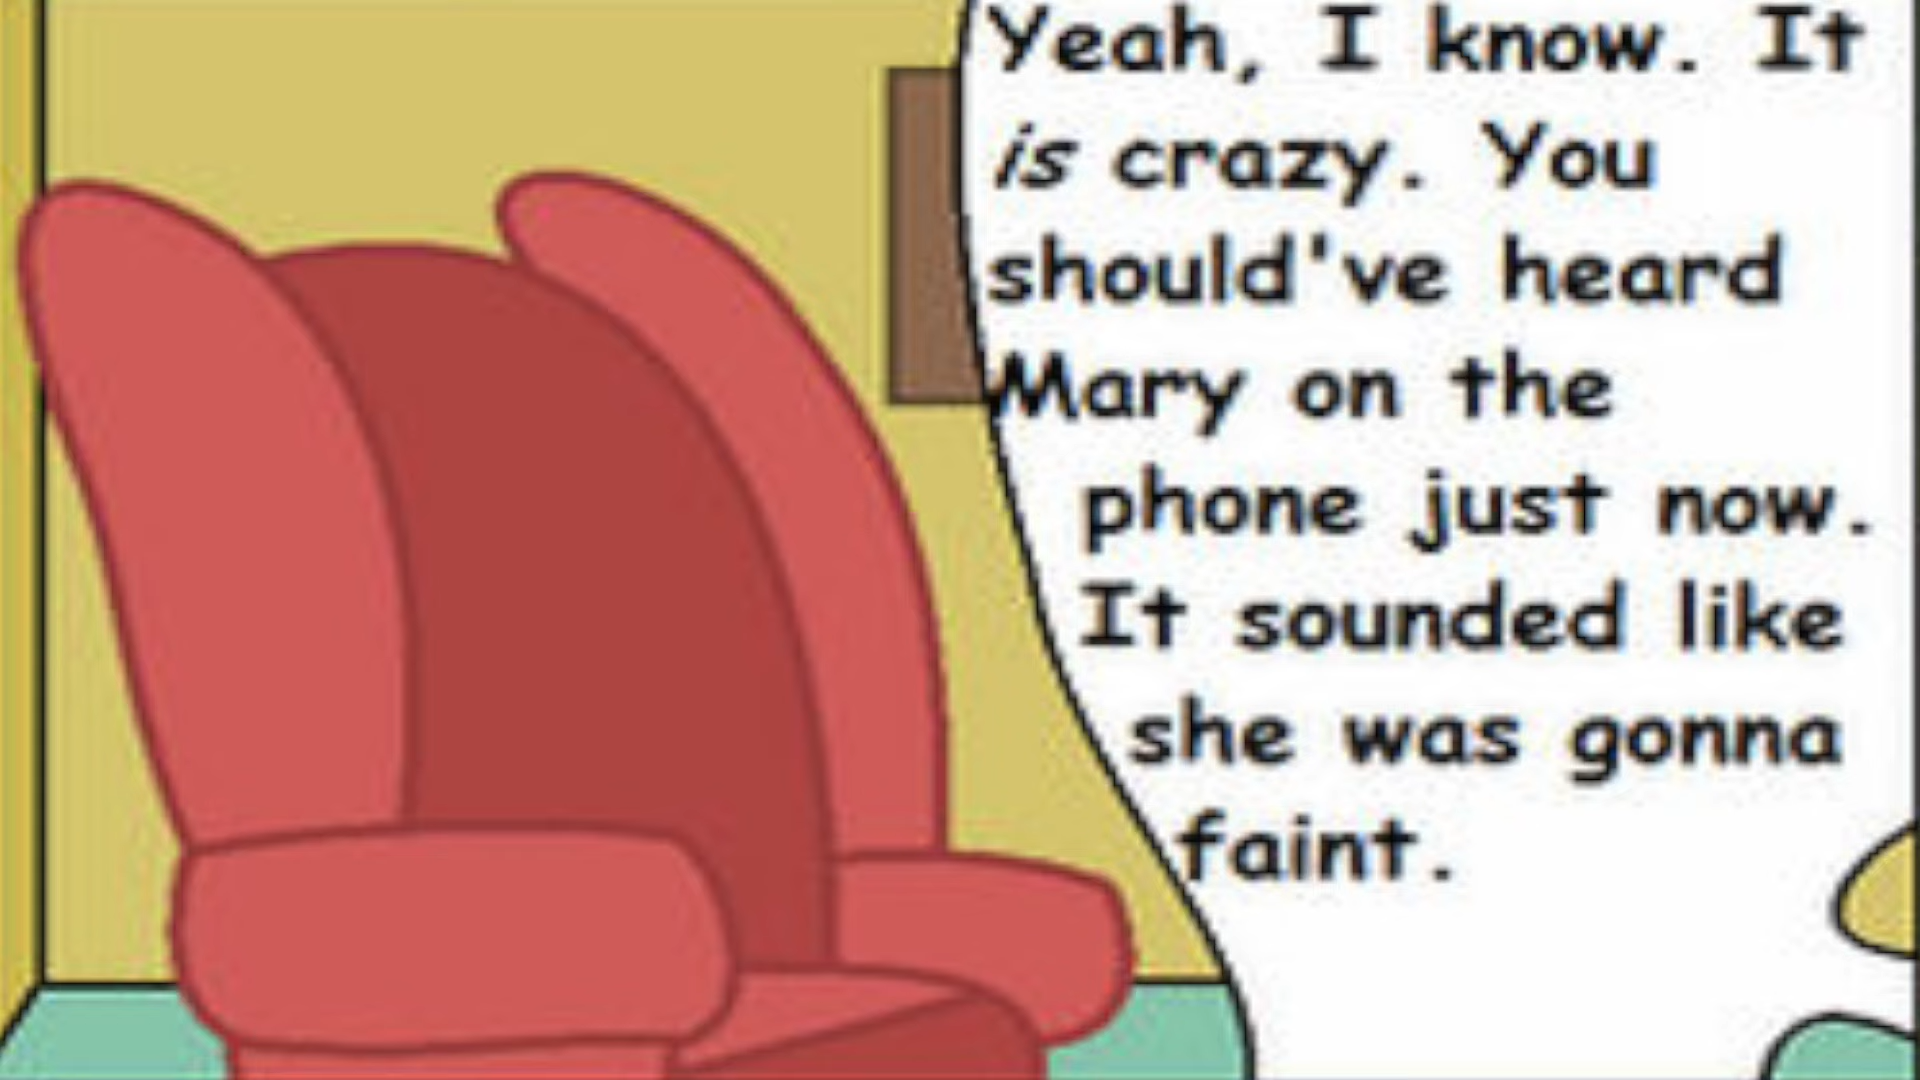 Yeah, I know. It
is crazy. You
should've heard
Mary on the
phone just now.
It sounded like
she was gonna
faint.